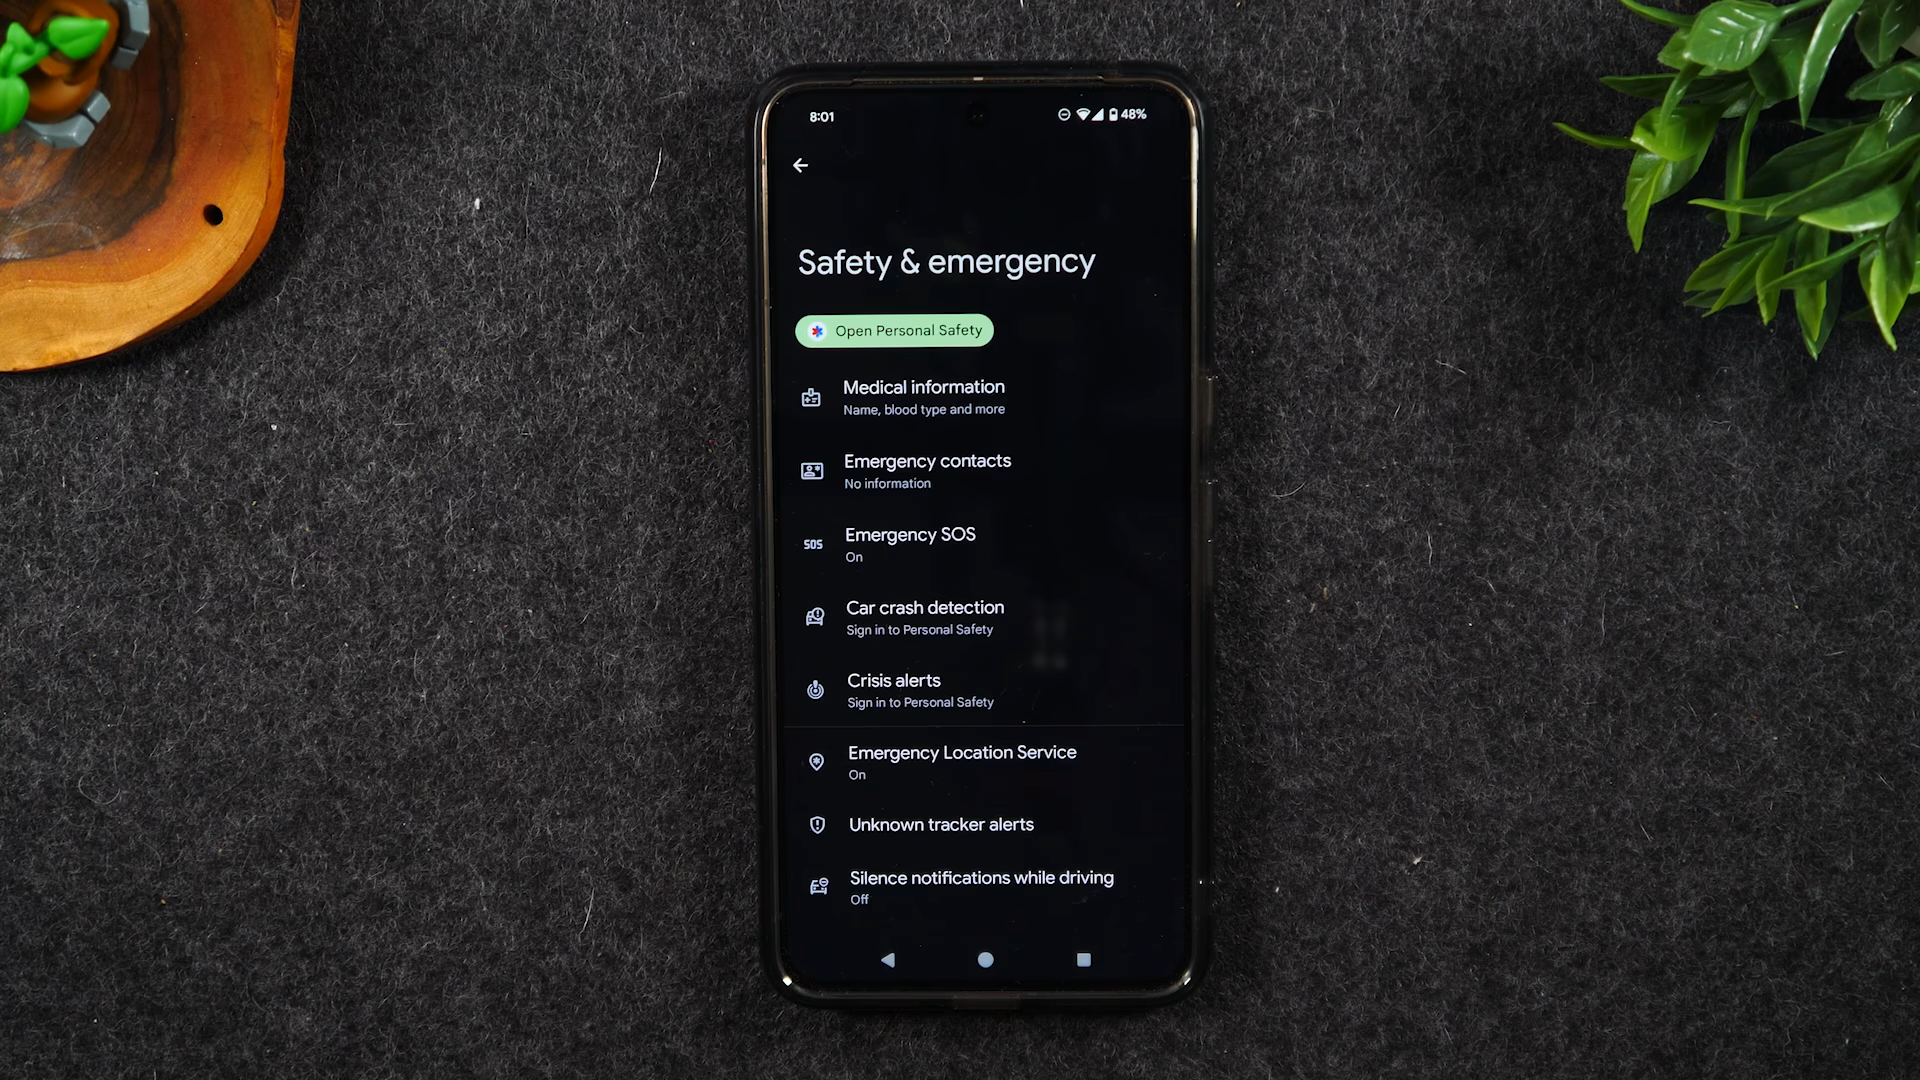 8:01
48%
Safety & emergency
Open Personal Safety
Medical information
Name, blood type and more
Emergency contacts
No information
SOS
Emergency SOS
On
Car crash detection
Sign in to Personal Safety
Crisis alerts
Sign in to Personal Safety
Emergency Location Service
On
Unknown tracker alerts
Silence notifications while driving
Off